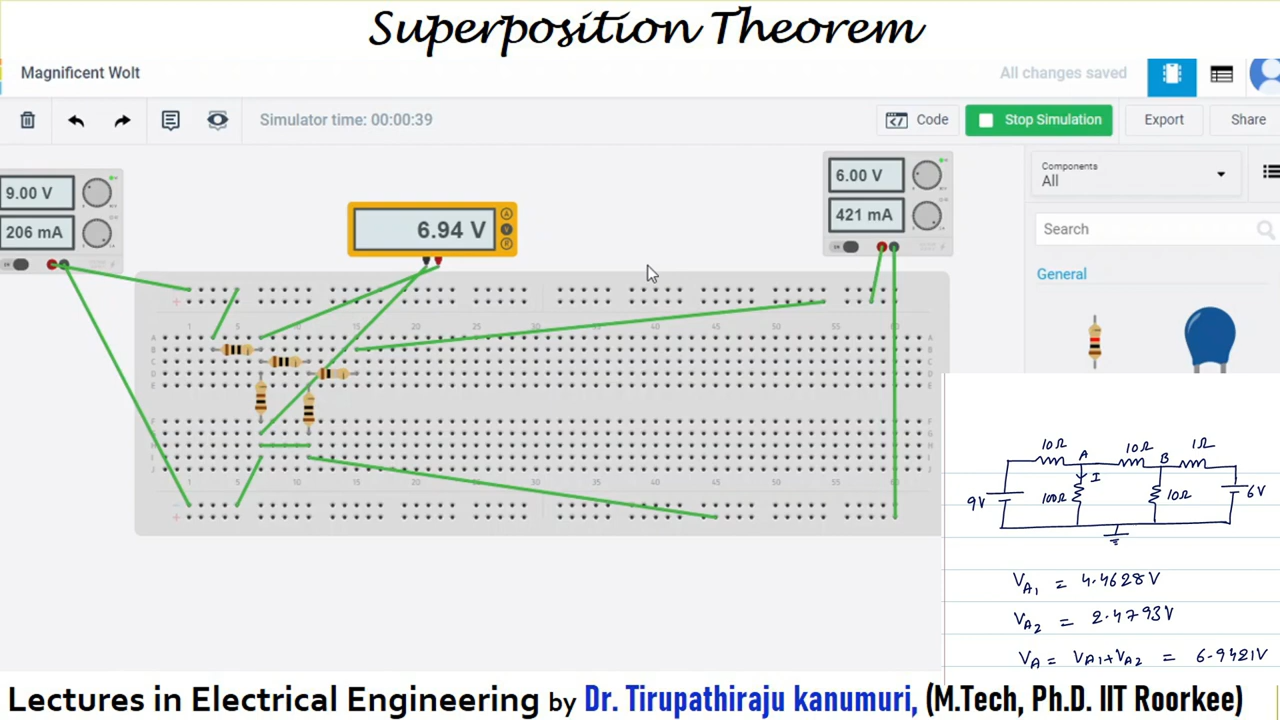 Superposition Theorem
Magnificent Wolt
All changes saved
Simulator time: 00:00:39
Code
Stop Simulation
Export
Share
9.00 V
206 mA
6.94 V
6.00 V
421 mA
Components
All
Search
General
10Ω A 10Ω B 1Ω
I
9V 100Ω 10Ω 6V
VA1 = 4.4628V
VA2 = 2.4793V
VA = VA1+VA2 = 6.9421V
Lectures in Electrical Engineering by Dr. Tirupathiraju kanumuri, (M.Tech, Ph.D. IIT Roorkee)